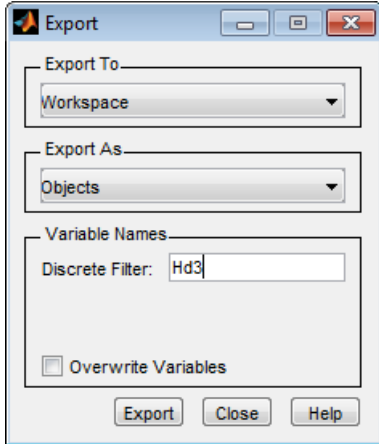 Export
Export To
Workspace
Export As
Objects
Variable Names
Discrete Filter: Hd3
Overwrite Variables
Export Close Help